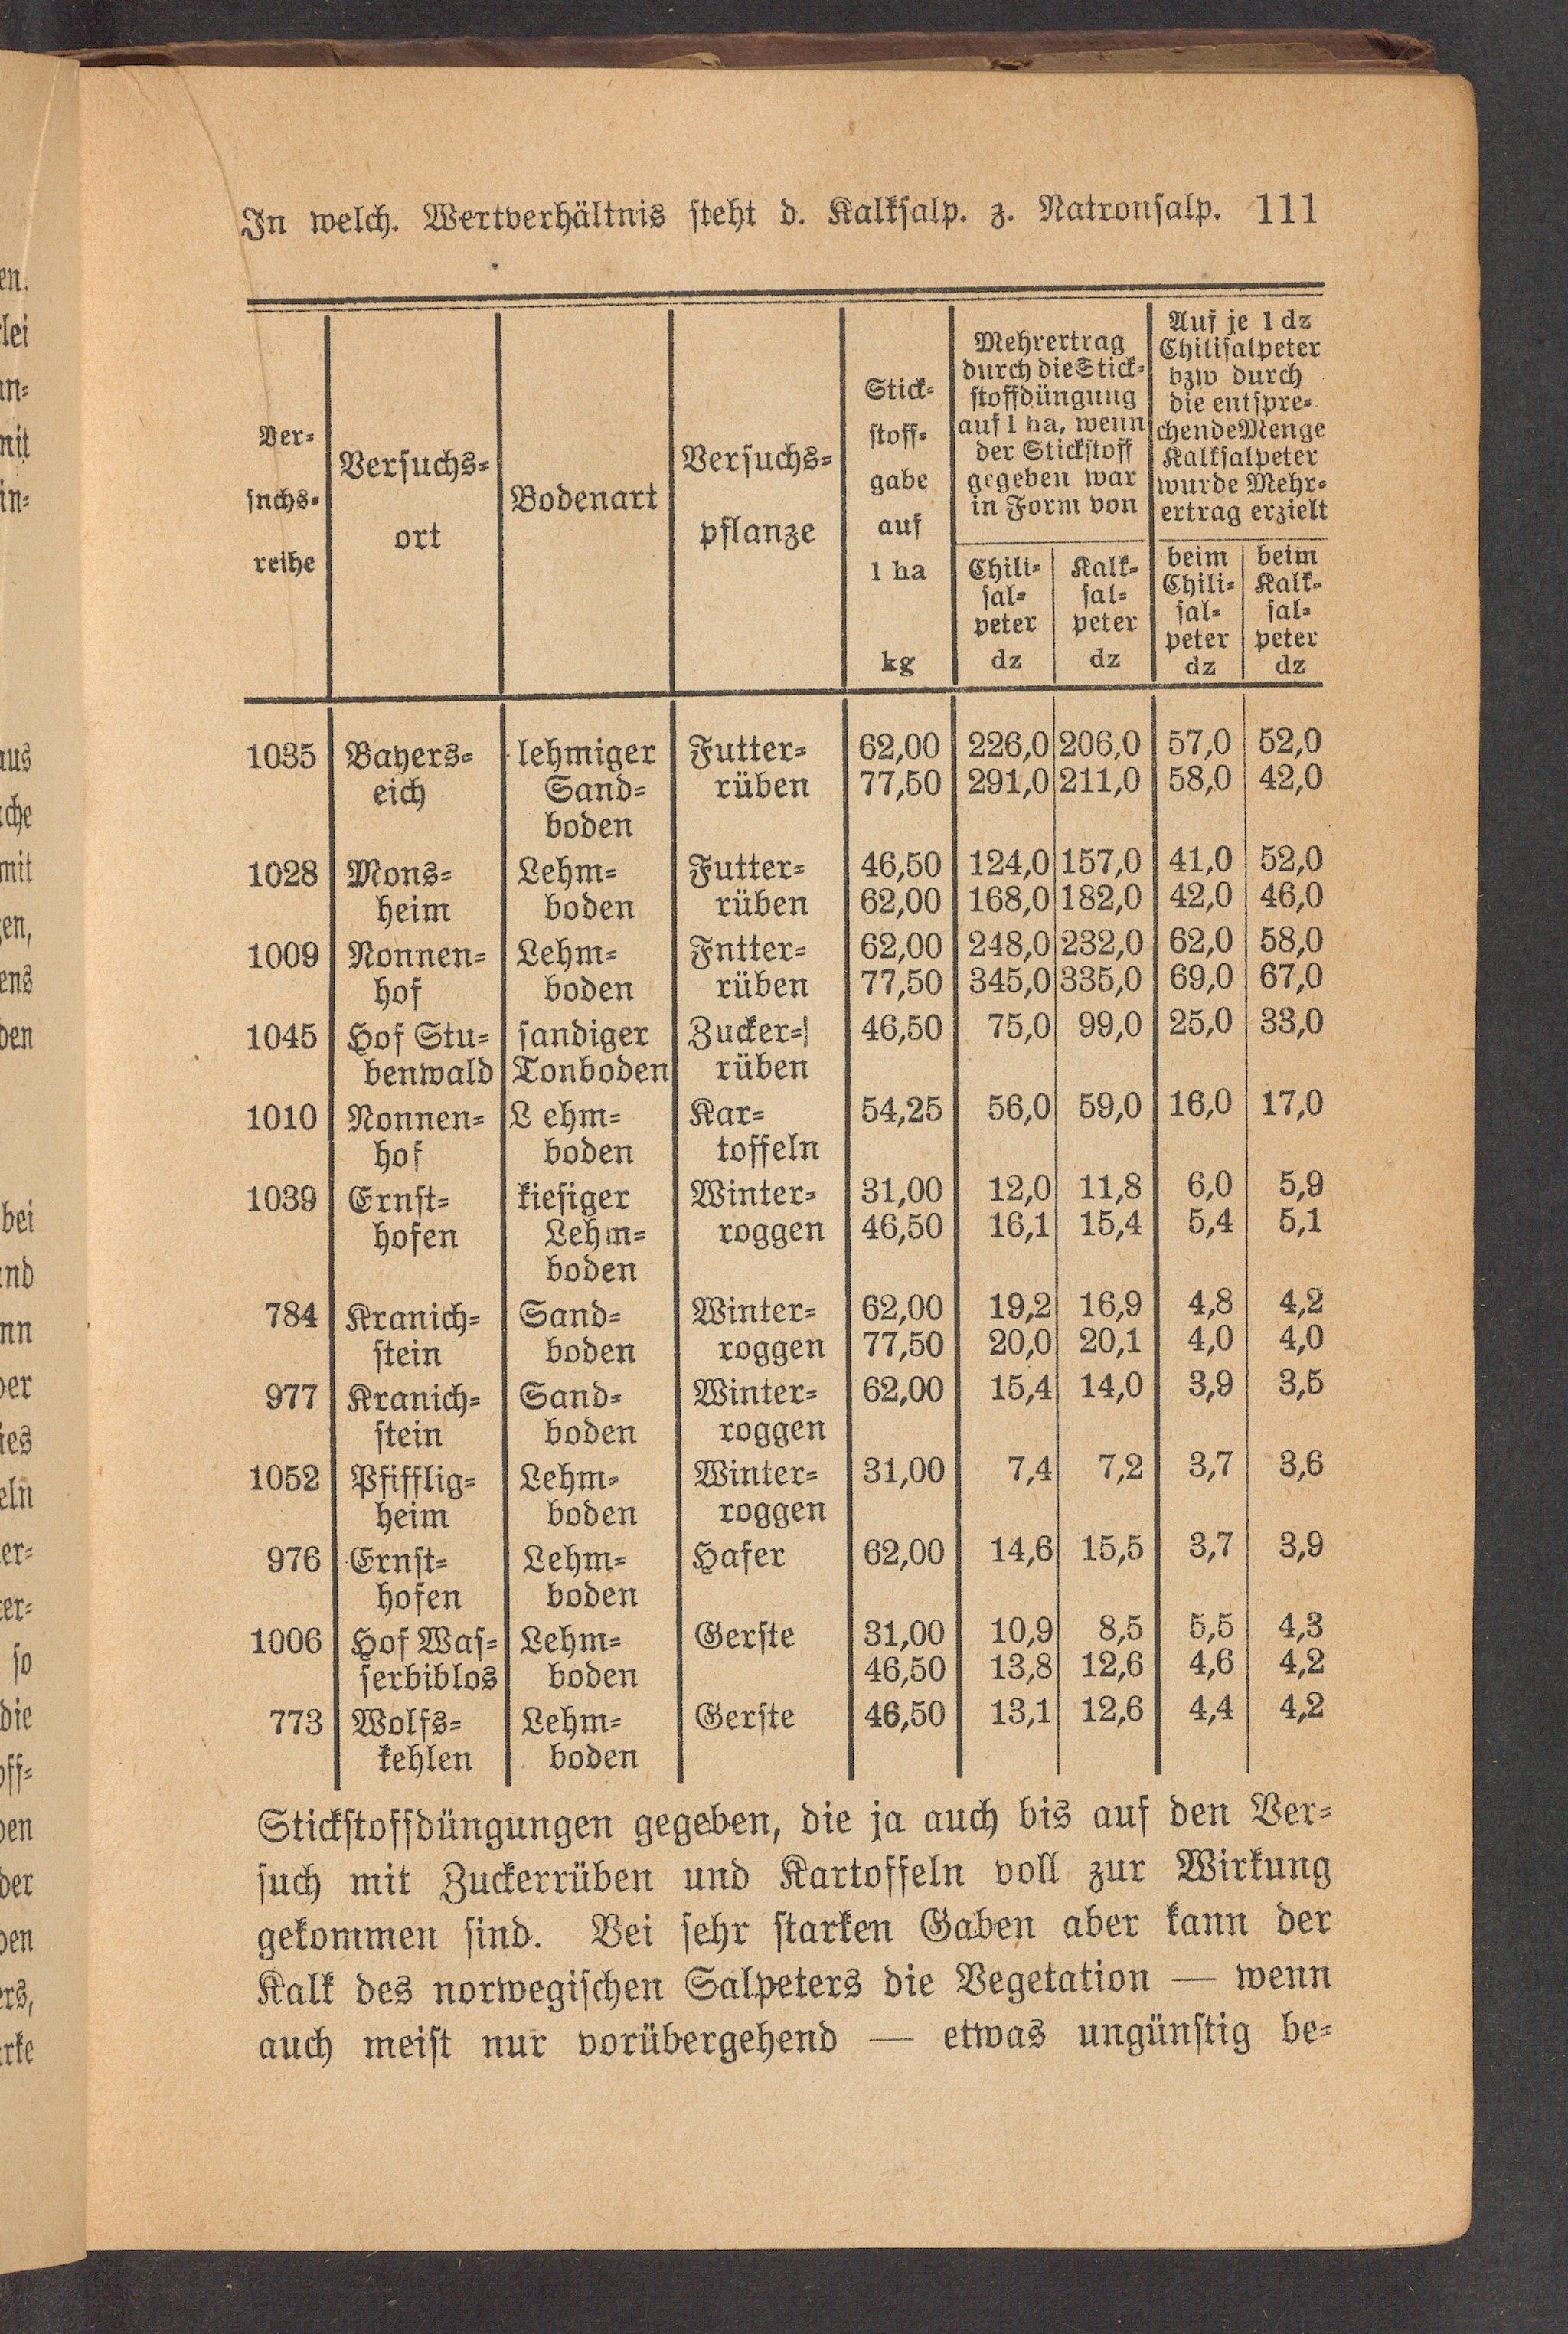 In welch. Wertverhältnis steht d. Kalksalp. z. Natronsalp. 111
Ver-
snchs-
reihe
Versuchs-
ort
Bodenart
Versuchs-
pflanze
Stick-
stoff-
gabe
auf
1 ha
kg
Mehrertrag
durch die Stick-
stoffdüngung
auf 1 ha, wenn
der Stickstoff
gegeben war
in Form von
Chili-
sal-
peter
dz
Kalk-
sal-
peter
dz
Auf je 1 dz
Chilisalpeter
bzw durch
die entspre-
chende Menge
Kalksalpeter
wurde Mehr-
ertrag erzielt
beim
Chili-
sal-
peter
dz
beim
Kalk-
sal-
peter
dz
1035 Bayers- lehmiger Futter- 62,00 226,0 206,0 57,0 52,0
eich Sand- rüben 77,50 291,0 211,0 58,0 42,0
boden
1028 Mons- Lehm- Futter- 46,50 124,0 157,0 41,0 52,0
heim boden rüben 62,00 168,0 182,0 42,0 46,0
1009 Nonnen- Lehm- Fntter- 62,00 248,0 232,0 62,0 58,0
hof boden rüben 77,50 345,0 335,0 69,0 67,0
1045 Hof Stu- sandiger Zucker- 46,50 75,0 99,0 25,0 33,0
benwald Tonboden rüben
1010 Nonnen- L ehm- Kar- 54,25 56,0 59,0 16,0 17,0
hof boden toffeln
1039 Ernst- kiesiger Winter- 31,00 12,0 11,8 6,0 5,9
hofen Lehm- roggen 46,50 16,1 15,4 5,4 5,1
boden
784 Kranich- Sand- Winter- 62,00 19,2 16,9 4,8 4,2
stein boden roggen 77,50 20,0 20,1 4,0 4,0
977 Kranich- Sand- Winter- 62,00 15,4 14,0 3,9 3,5
stein boden roggen
1052 Pfifflig- Lehm- Winter- 31,00 7,4 7,2 3,7 3,6
heim boden roggen
976 Ernst- Lehm- Hafer 62,00 14,6 15,5 3,7 3,9
hofen boden
1006 Hof Was- Lehm- Gerste 31,00 10,9 8,5 5,5 4,3
serbiblos boden 46,50 13,8 12,6 4,6 4,2
773 Wolfs- Lehm- Gerste 46,50 13,1 12,6 4,4 4,2
kehlen boden
Stickstoffdüngungen gegeben, die ja auch bis auf den Ver-
such mit Zuckerrüben und Kartoffeln voll zur Wirkung
gekommen sind. Bei sehr starken Gaben aber kann der
Kalk des norwegischen Salpeters die Vegetation — wenn
auch meist nur vorübergehend — etwas ungünstig be-